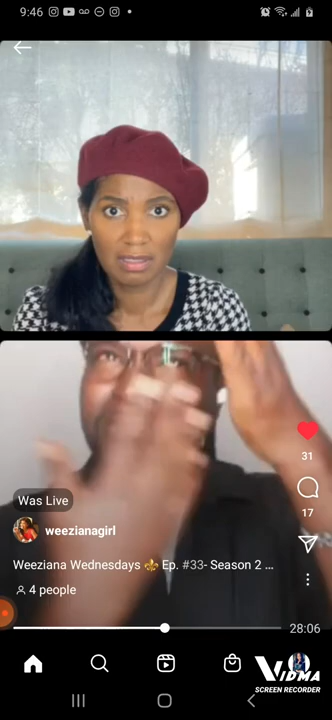 9:46
Was Live
31
17
weezianagirl
Weeziana Wednesdays ⚜️ Ep. #33- Season 2 ...
4 people
28:06
VIDMA
SCREEN RECORDER